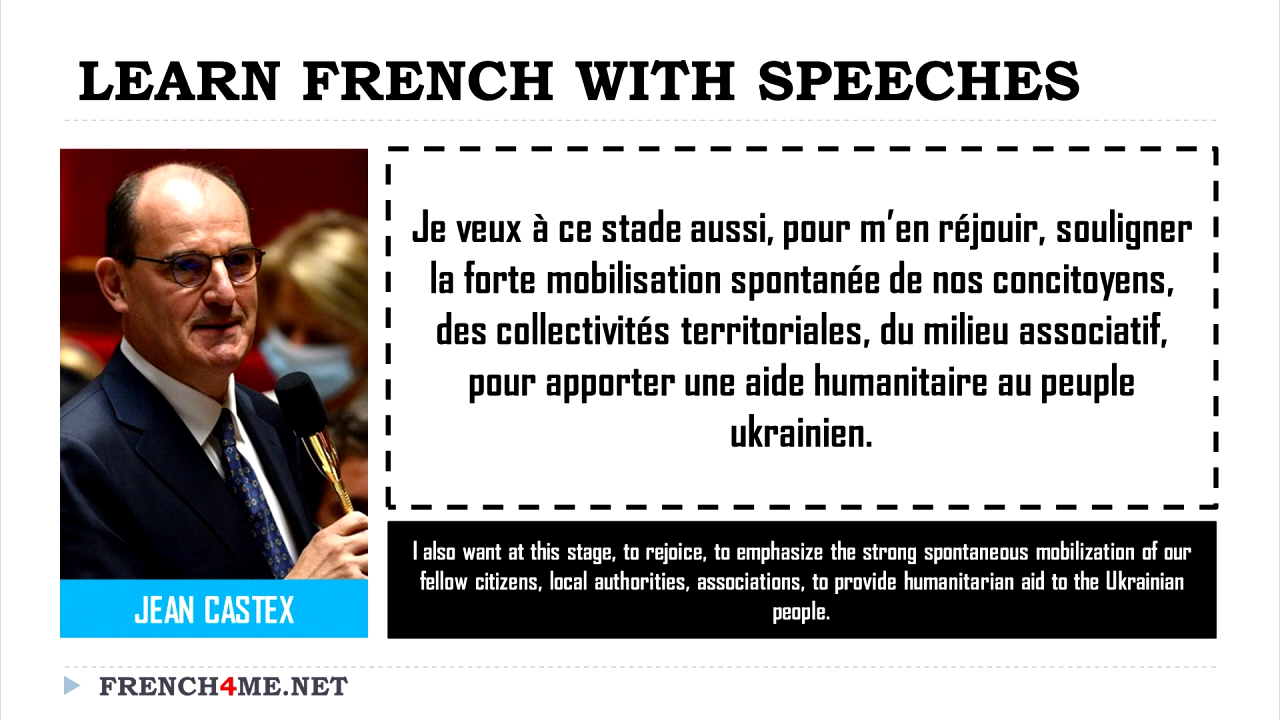 LEARN FRENCH WITH SPEECHES
Je veux à ce stade aussi, pour m’en réjouir, souligner
la forte mobilisation spontanée de nos concitoyens,
des collectivités territoriales, du milieu associatif,
pour apporter une aide humanitaire au peuple
ukrainien.
I also want at this stage, to rejoice, to emphasize the strong spontaneous mobilization of our
fellow citizens, local authorities, associations, to provide humanitarian aid to the Ukrainian
people.
JEAN CASTEX
FRENCH4ME.NET